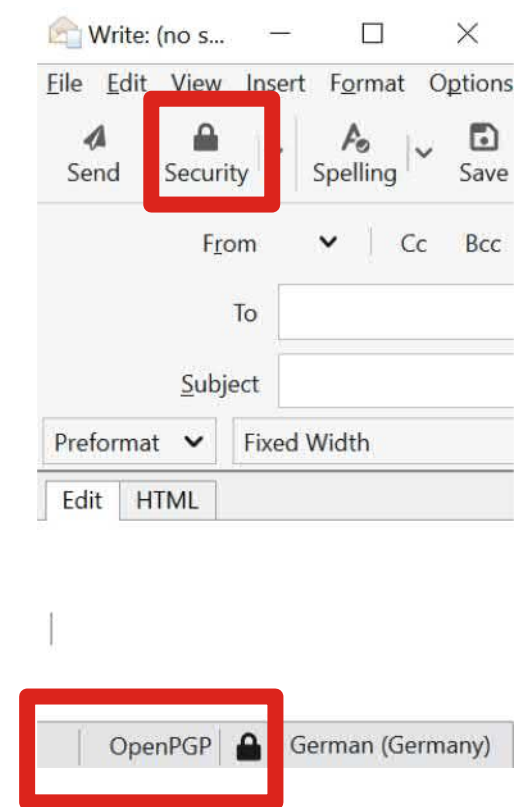 Write: (no s...
File Edit View Insert Format Options
Send Security Spelling Save
From Cc Bcc
To
Subject
Preformat Fixed Width
Edit HTML
OpenPGP German (Germany)